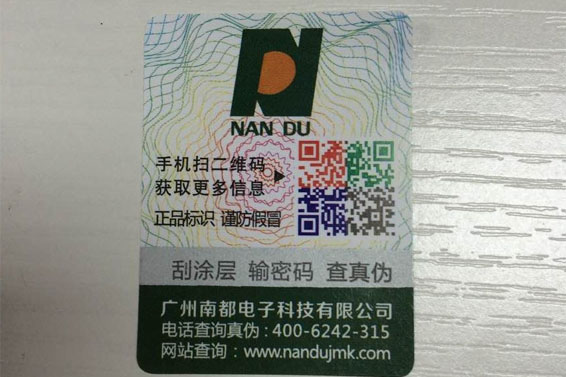 NAN DU
手机扫二维码
获取更多信息
正品标识 谨防假冒
刮涂层 输密码 查真伪
广州南都电子科技有限公司
电话查询真伪:400-6242-315
网站查询:www.nandujmk.com